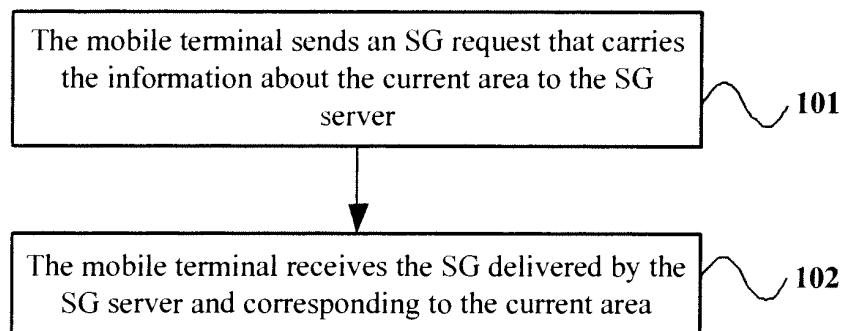 The mobile terminal sends an SG request that carries
the information about the current area to the SG
server
101
The mobile terminal receives the SG delivered by the
SG server and corresponding to the current area
102